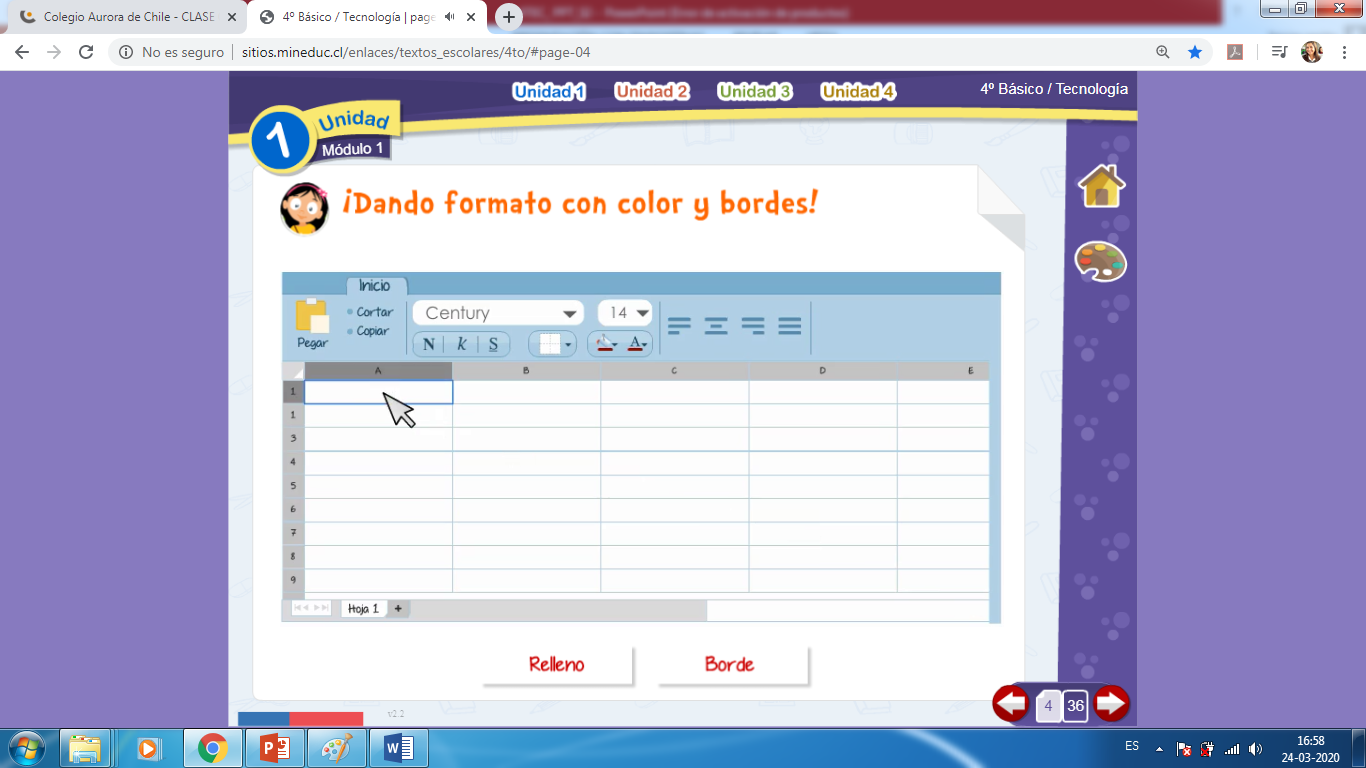 Colegio Aurora de Chile - CLASE
4º Básico / Tecnología | page
No es seguro | sitios.mineduc.cl/enlaces/textos_escolares/4to/#page-04
Unidad 1 Unidad 2 Unidad 3 Unidad 4 4º Básico / Tecnología
1 Unidad
Módulo 1
¡Dando formato con color y bordes!
Inicio
Pegar
Cortar
Copiar
Century 14
N k S A
A B C D E
1
1
3
4
5
6
7
8
9
Hoja 1 +
Relleno Borde
4 36
v2.2
ES 16:58
24-03-2020